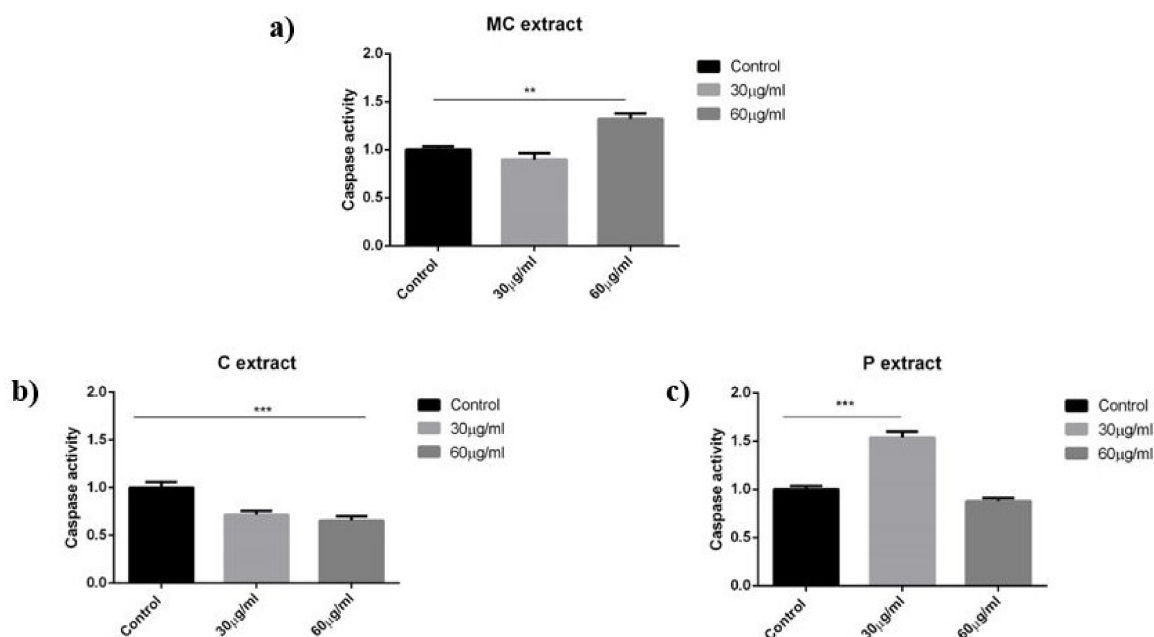 a)
MC extract
Caspase activity
2.0
1.5
1.0
0.5
0.0
**
Control
30μg/ml
60μg/ml
Control
30μg/ml
60μg/ml
b)
C extract
Caspase activity
2.0
1.5
1.0
0.5
0.0
***
Control
30μg/ml
60μg/ml
Control
30μg/ml
60μg/ml
c)
P extract
Caspase activity
2.0
1.5
1.0
0.5
0.0
***
Control
30μg/ml
60μg/ml
Control
30μg/ml
60μg/ml